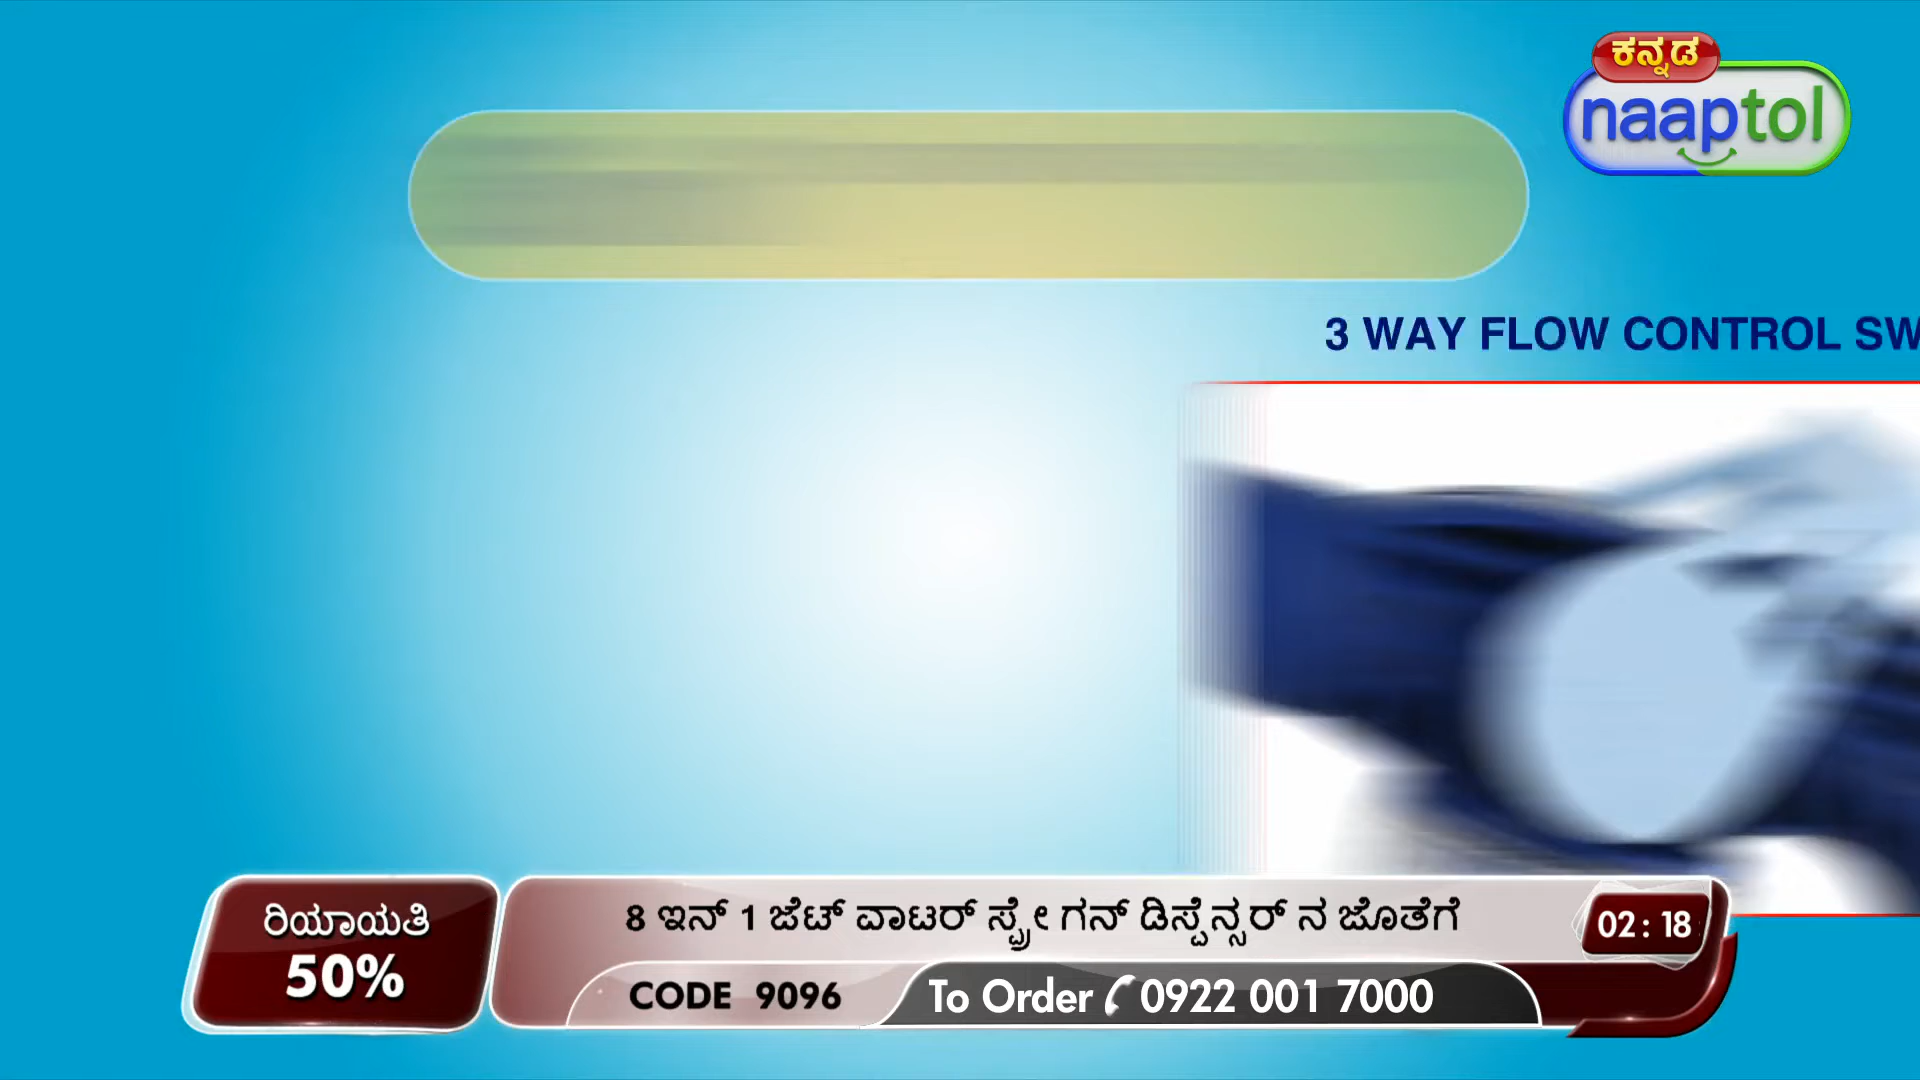 ಕನ್ನಡ
naaptol
3 WAY FLOW CONTROL SW
ರಿಯಾಯತಿ
50%
8 ಇನ್ 1 ಜೆಟ್ ವಾಟರ್ ಸ್ಪ್ರೇ ಗನ್ ಡಿಸ್ಪೆನ್ಸರ್ ನ ಜೊತೆಗೆ
02 : 18
CODE 9096
To Order 0922 001 7000